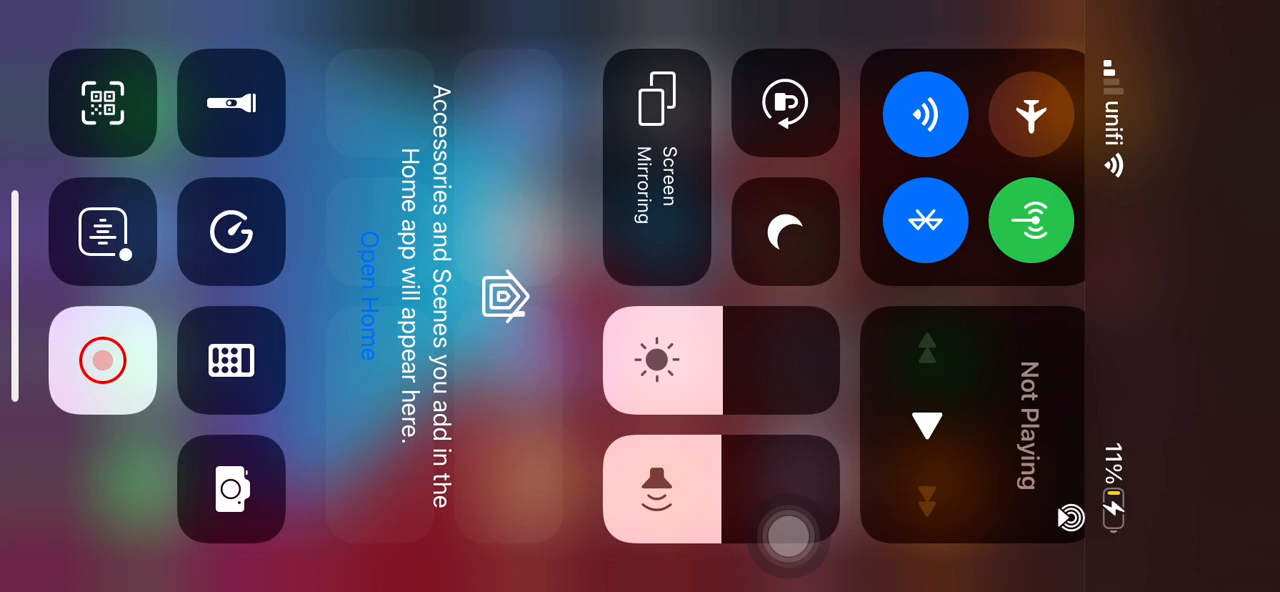 unifi
11%
Not Playing
Screen
Mirroring
Accessories and Scenes you add in the
Home app will appear here.
Open Home